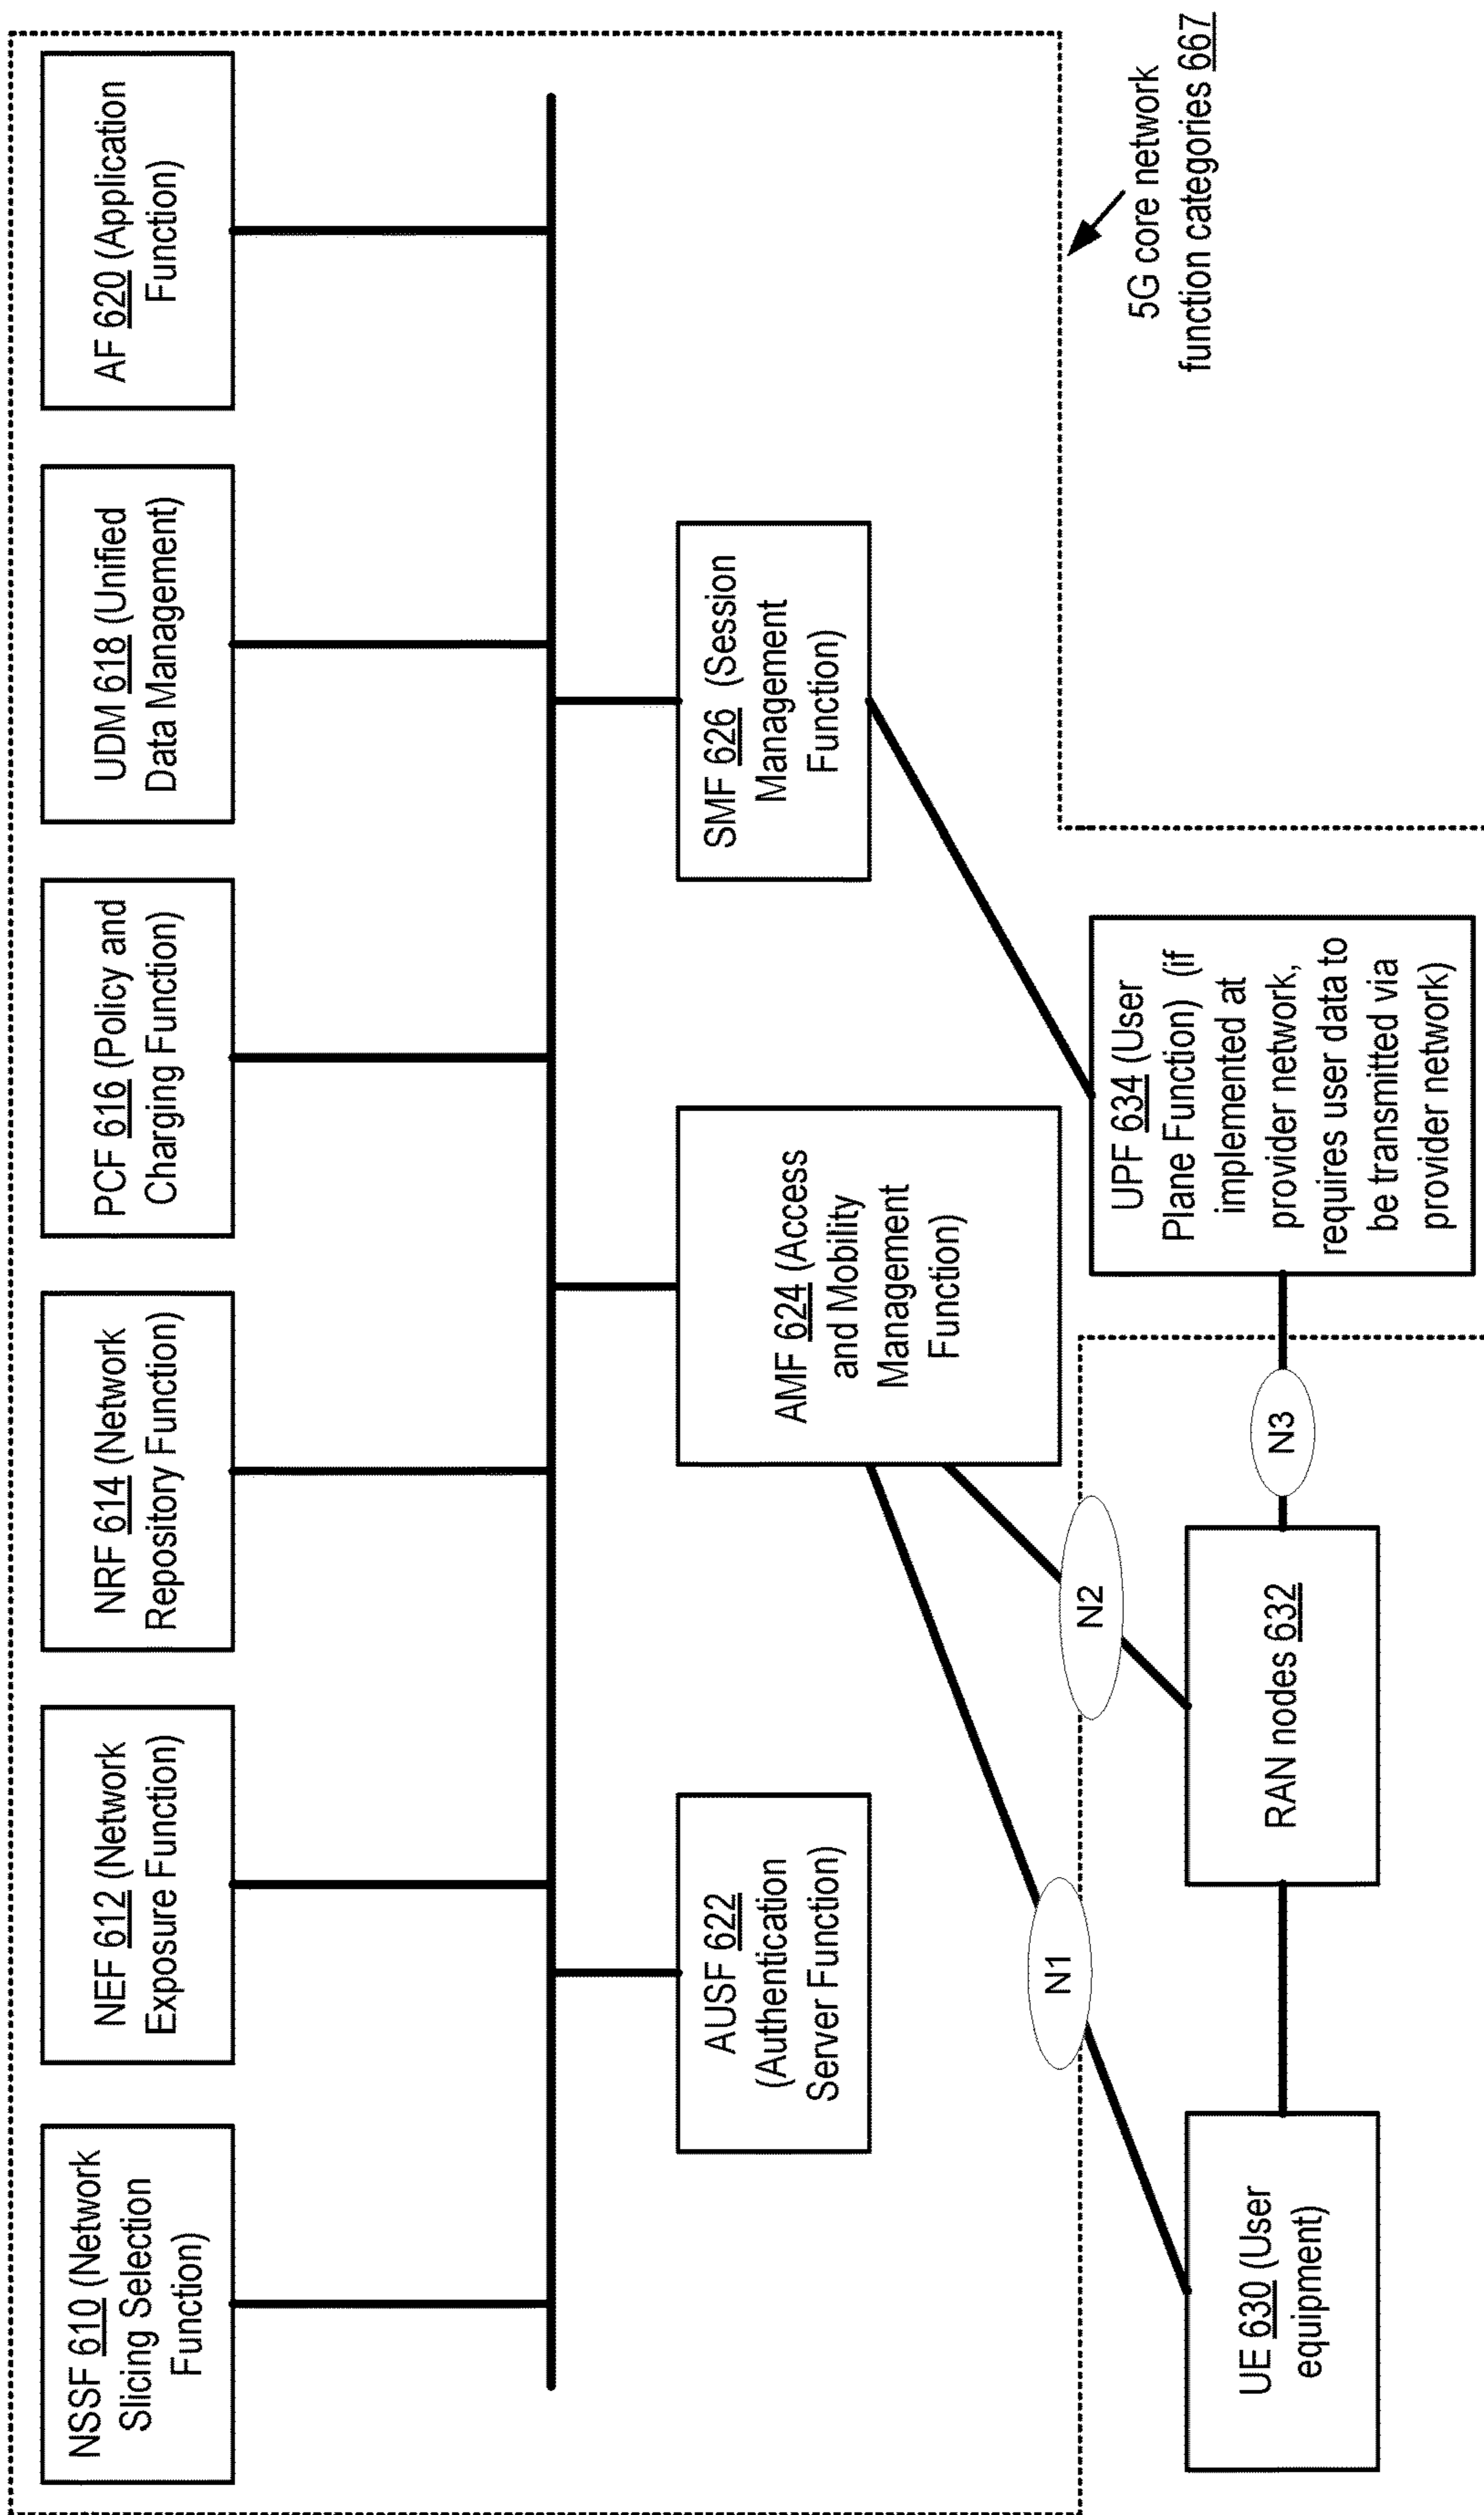 NSSF 610 (Network
Slicing Selection
Function)
NEF 612 (Network
Exposure Function)
NRF 614 (Network
Repository Function)
PCF 616 (Policy and
Charging Function)
UDM 618 (Unified
Data Management)
AF 620 (Application
Function)
AUSF 622
(Authentication
Server Function)
AMF 624 (Access
and Mobility
Management
Function)
SMF 626 (Session
Management
Function)
N1
N2
N3
UE 630 (User
equipment)
RAN nodes 632
UPF 634 (User
Plane Function) (if
implemented at
provider network,
requires user data to
be transmitted via
provider network)
5G core network
function categories 667